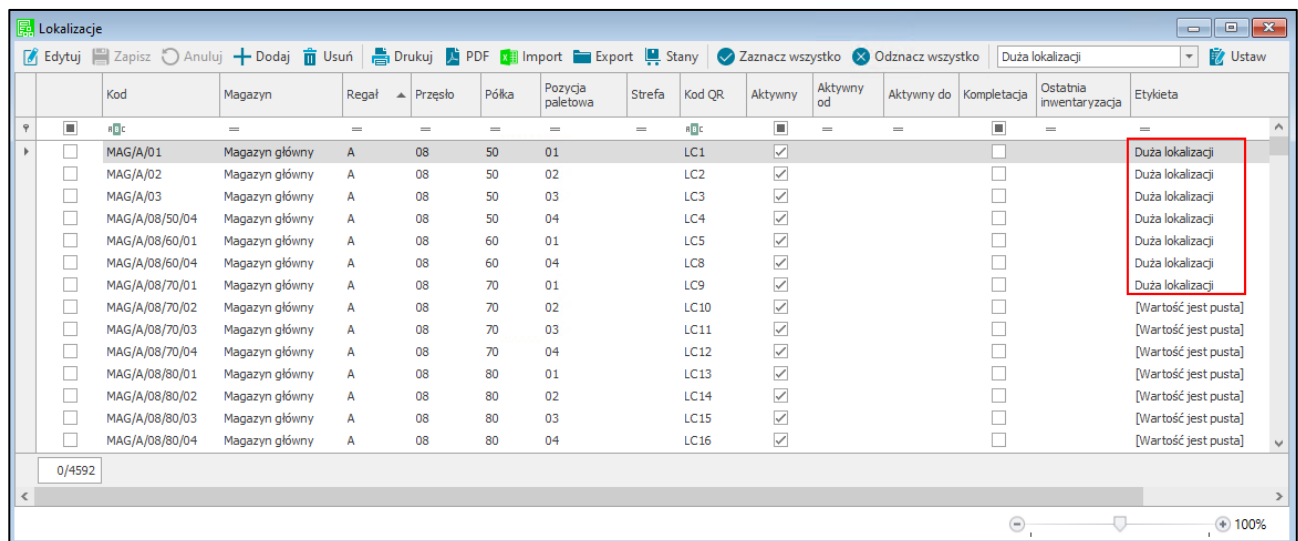 Lokalizacje
Edytuj Zapisz Anuluj Dodaj Usuń Drukuj PDF Import Export Stany Zaznacz wszystko Odznacz wszystko Duża lokalizacji Ustaw
Kod Magazyn Regał Przęsło Półka Pozycja paletowa Strefa Kod QR Aktywny Aktywny od Aktywny do Kompletacja Ostatnia inwentaryzacja Etykieta
MAG/A/01 Magazyn główny A 08 50 01 LC1 Duża lokalizacji
MAG/A/02 Magazyn główny A 08 50 02 LC2 Duża lokalizacji
MAG/A/03 Magazyn główny A 08 50 03 LC3 Duża lokalizacji
MAG/A/08/50/04 Magazyn główny A 08 50 04 LC4 Duża lokalizacji
MAG/A/08/60/01 Magazyn główny A 08 60 01 LC5 Duża lokalizacji
MAG/A/08/60/04 Magazyn główny A 08 60 04 LC8 Duża lokalizacji
MAG/A/08/70/01 Magazyn główny A 08 70 01 LC9 Duża lokalizacji
MAG/A/08/70/02 Magazyn główny A 08 70 02 LC10 [Wartość jest pusta]
MAG/A/08/70/03 Magazyn główny A 08 70 03 LC11 [Wartość jest pusta]
MAG/A/08/70/04 Magazyn główny A 08 70 04 LC12 [Wartość jest pusta]
MAG/A/08/80/01 Magazyn główny A 08 80 01 LC13 [Wartość jest pusta]
MAG/A/08/80/02 Magazyn główny A 08 80 02 LC14 [Wartość jest pusta]
MAG/A/08/80/03 Magazyn główny A 08 80 03 LC15 [Wartość jest pusta]
MAG/A/08/80/04 Magazyn główny A 08 80 04 LC16 [Wartość jest pusta]
0/4592
100%